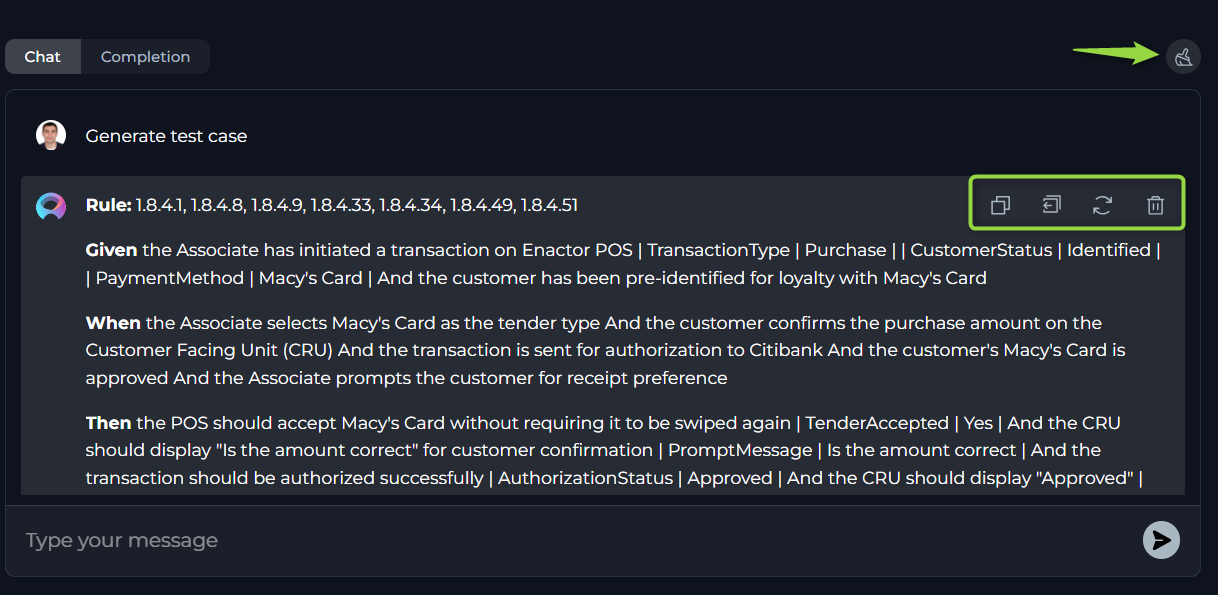 Chat Completion
Generate test case
Rule: 1.8.4.1, 1.8.4.8, 1.8.4.9, 1.8.4.33, 1.8.4.34, 1.8.4.49, 1.8.4.51
Given the Associate has initiated a transaction on Enactor POS | TransactionType | Purchase | | CustomerStatus | Identified |
| PaymentMethod | Macy's Card | And the customer has been pre-identified for loyalty with Macy's Card
When the Associate selects Macy's Card as the tender type And the customer confirms the purchase amount on the
Customer Facing Unit (CRU) And the transaction is sent for authorization to Citibank And the customer's Macy's Card is
approved And the Associate prompts the customer for receipt preference
Then the POS should accept Macy's Card without requiring it to be swiped again | TenderAccepted | Yes | And the CRU
should display "Is the amount correct" for customer confirmation | PromptMessage | Is the amount correct | And the
transaction should be authorized successfully | AuthorizationStatus | Approved | And the CRU should display "Approved" |
Type your message